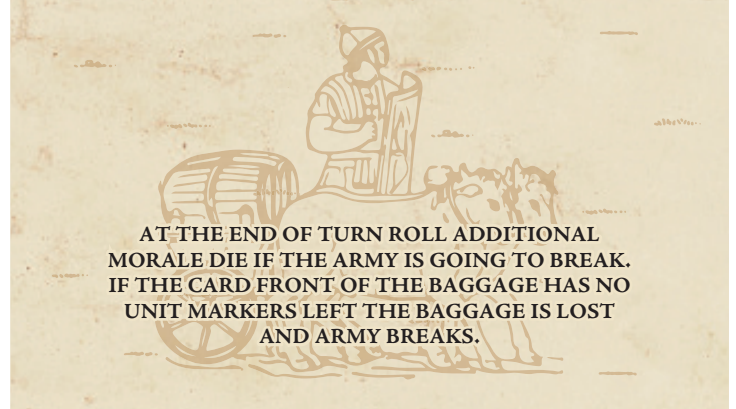 AT THE END OF TURN ROLL ADDITIONAL
MORALE DIE IF THE ARMY IS GOING TO BREAK.
IF THE CARD FRONT OF THE BAGGAGE HAS NO
UNIT MARKERS LEFT THE BAGGAGE IS LOST
AND ARMY BREAKS.